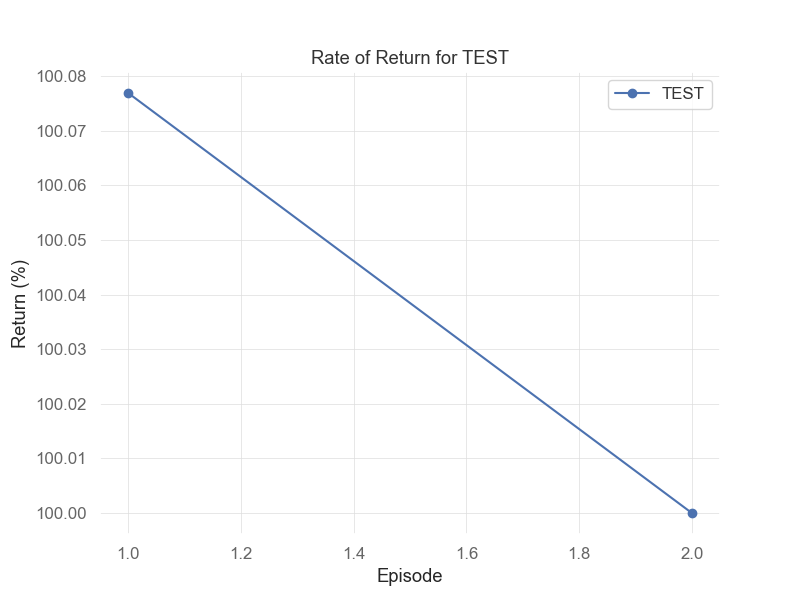 Rate of Return for TEST
TEST
Return (%)
100.08
100.07
100.06
100.05
100.04
100.03
100.02
100.01
100.00
1.0 1.2 1.4 1.6 1.8 2.0
Episode